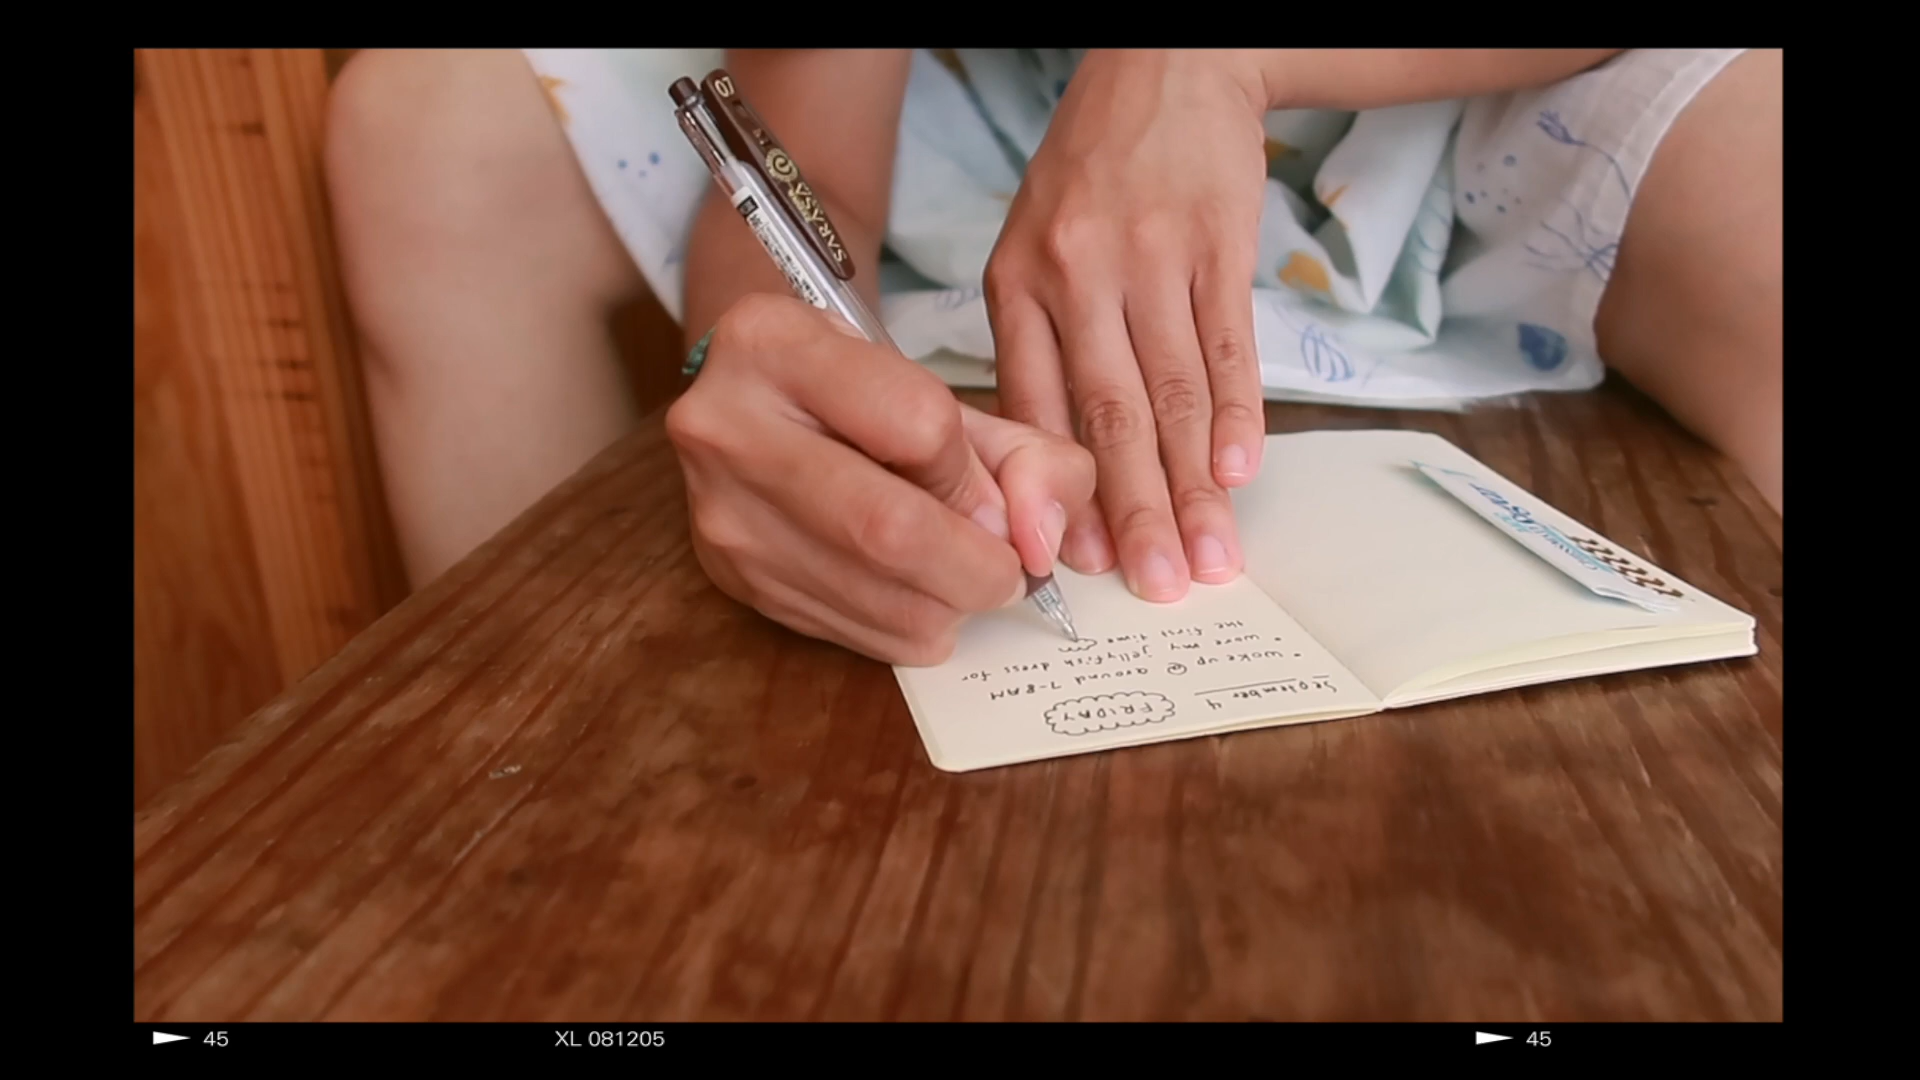 07
SARASA
September 4
FRIDAY
• woke up @ around 7-8AM
• wore my jellyfish dress for
the first time
45
XL 081205
45